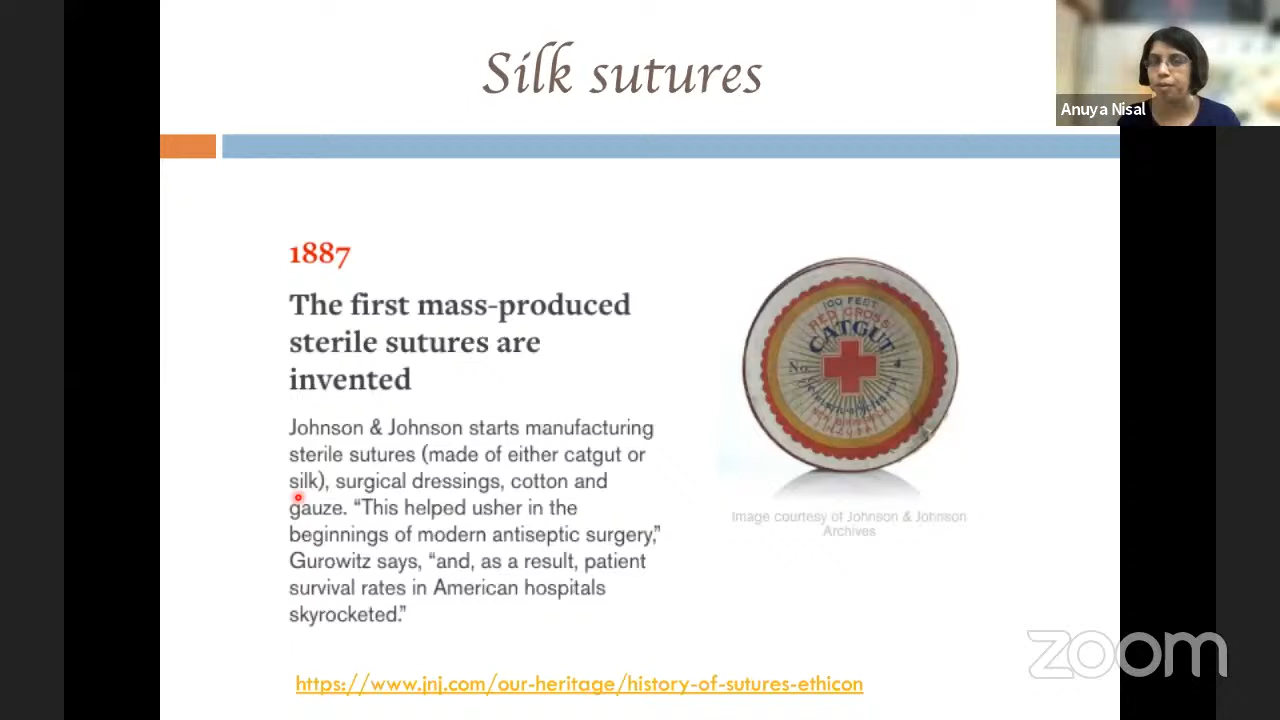 Silk sutures
Anuya Nisal
1887
The first mass-produced
sterile sutures are
invented
Johnson & Johnson starts manufacturing
sterile sutures (made of either catgut or
silk), surgical dressings, cotton and
gauze. “This helped usher in the
beginnings of modern antiseptic surgery,”
Gurowitz says, “and, as a result, patient
survival rates in American hospitals
skyrocketed.”
100 FEET
RED CROSS
CATGUT
No. 4
Image courtesy of Johnson & Johnson
Archives
https://www.jnj.com/our-heritage/history-of-sutures-ethicon
zoom